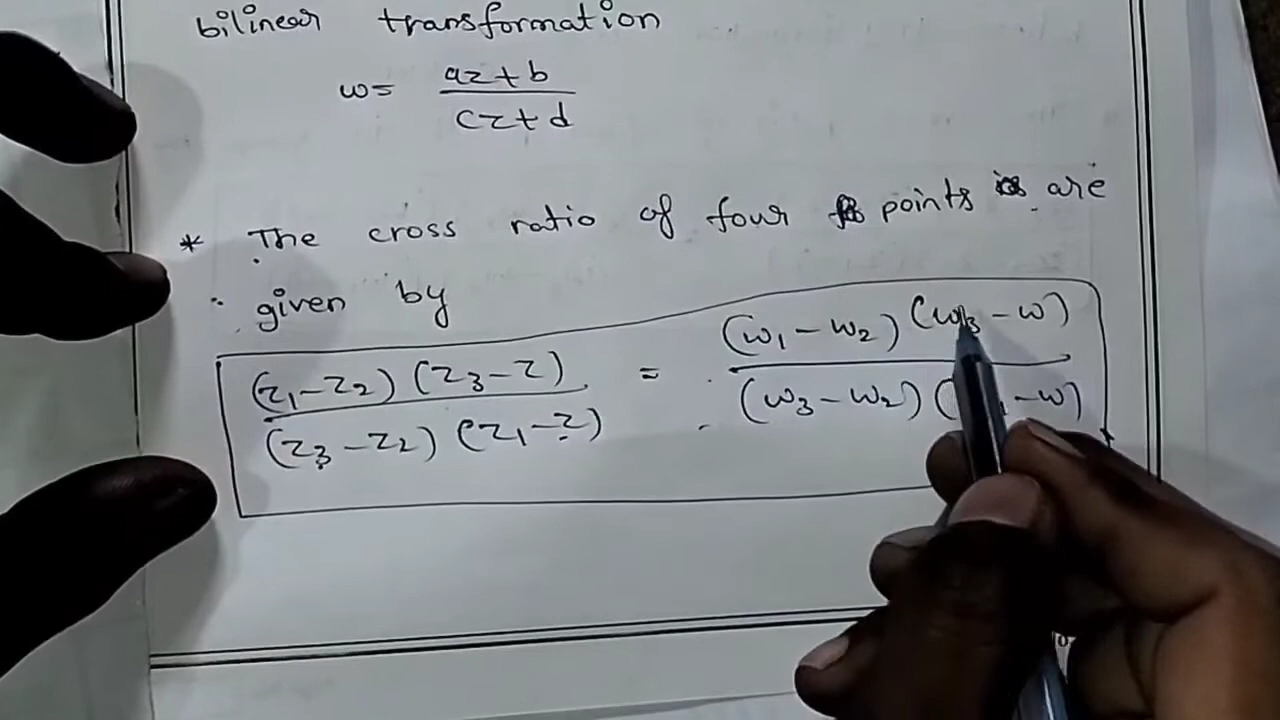 bilinear transformation
w= az+b
cz+d
* The cross ratio of four points are
given by
(z₁-z₂) (z₃-z) = (w₁-w₂) (w₃-w)
(z₃-z₂) (z₁-z) (w₃-w₂) ( ₁-w)